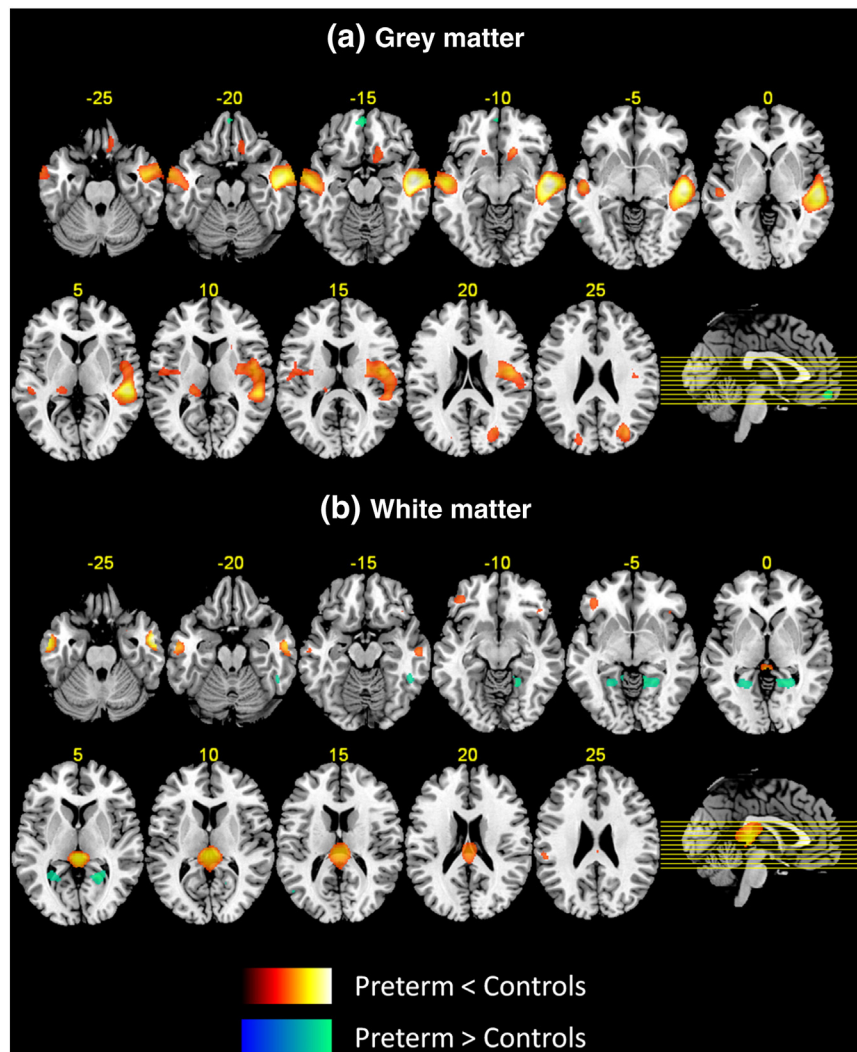 (a) Grey matter
-25 -20 -15 -10 -5 0
5 10 15 20 25
(b) White matter
-25 -20 -15 -10 -5 0
5 10 15 20 25
Preterm < Controls
Preterm > Controls